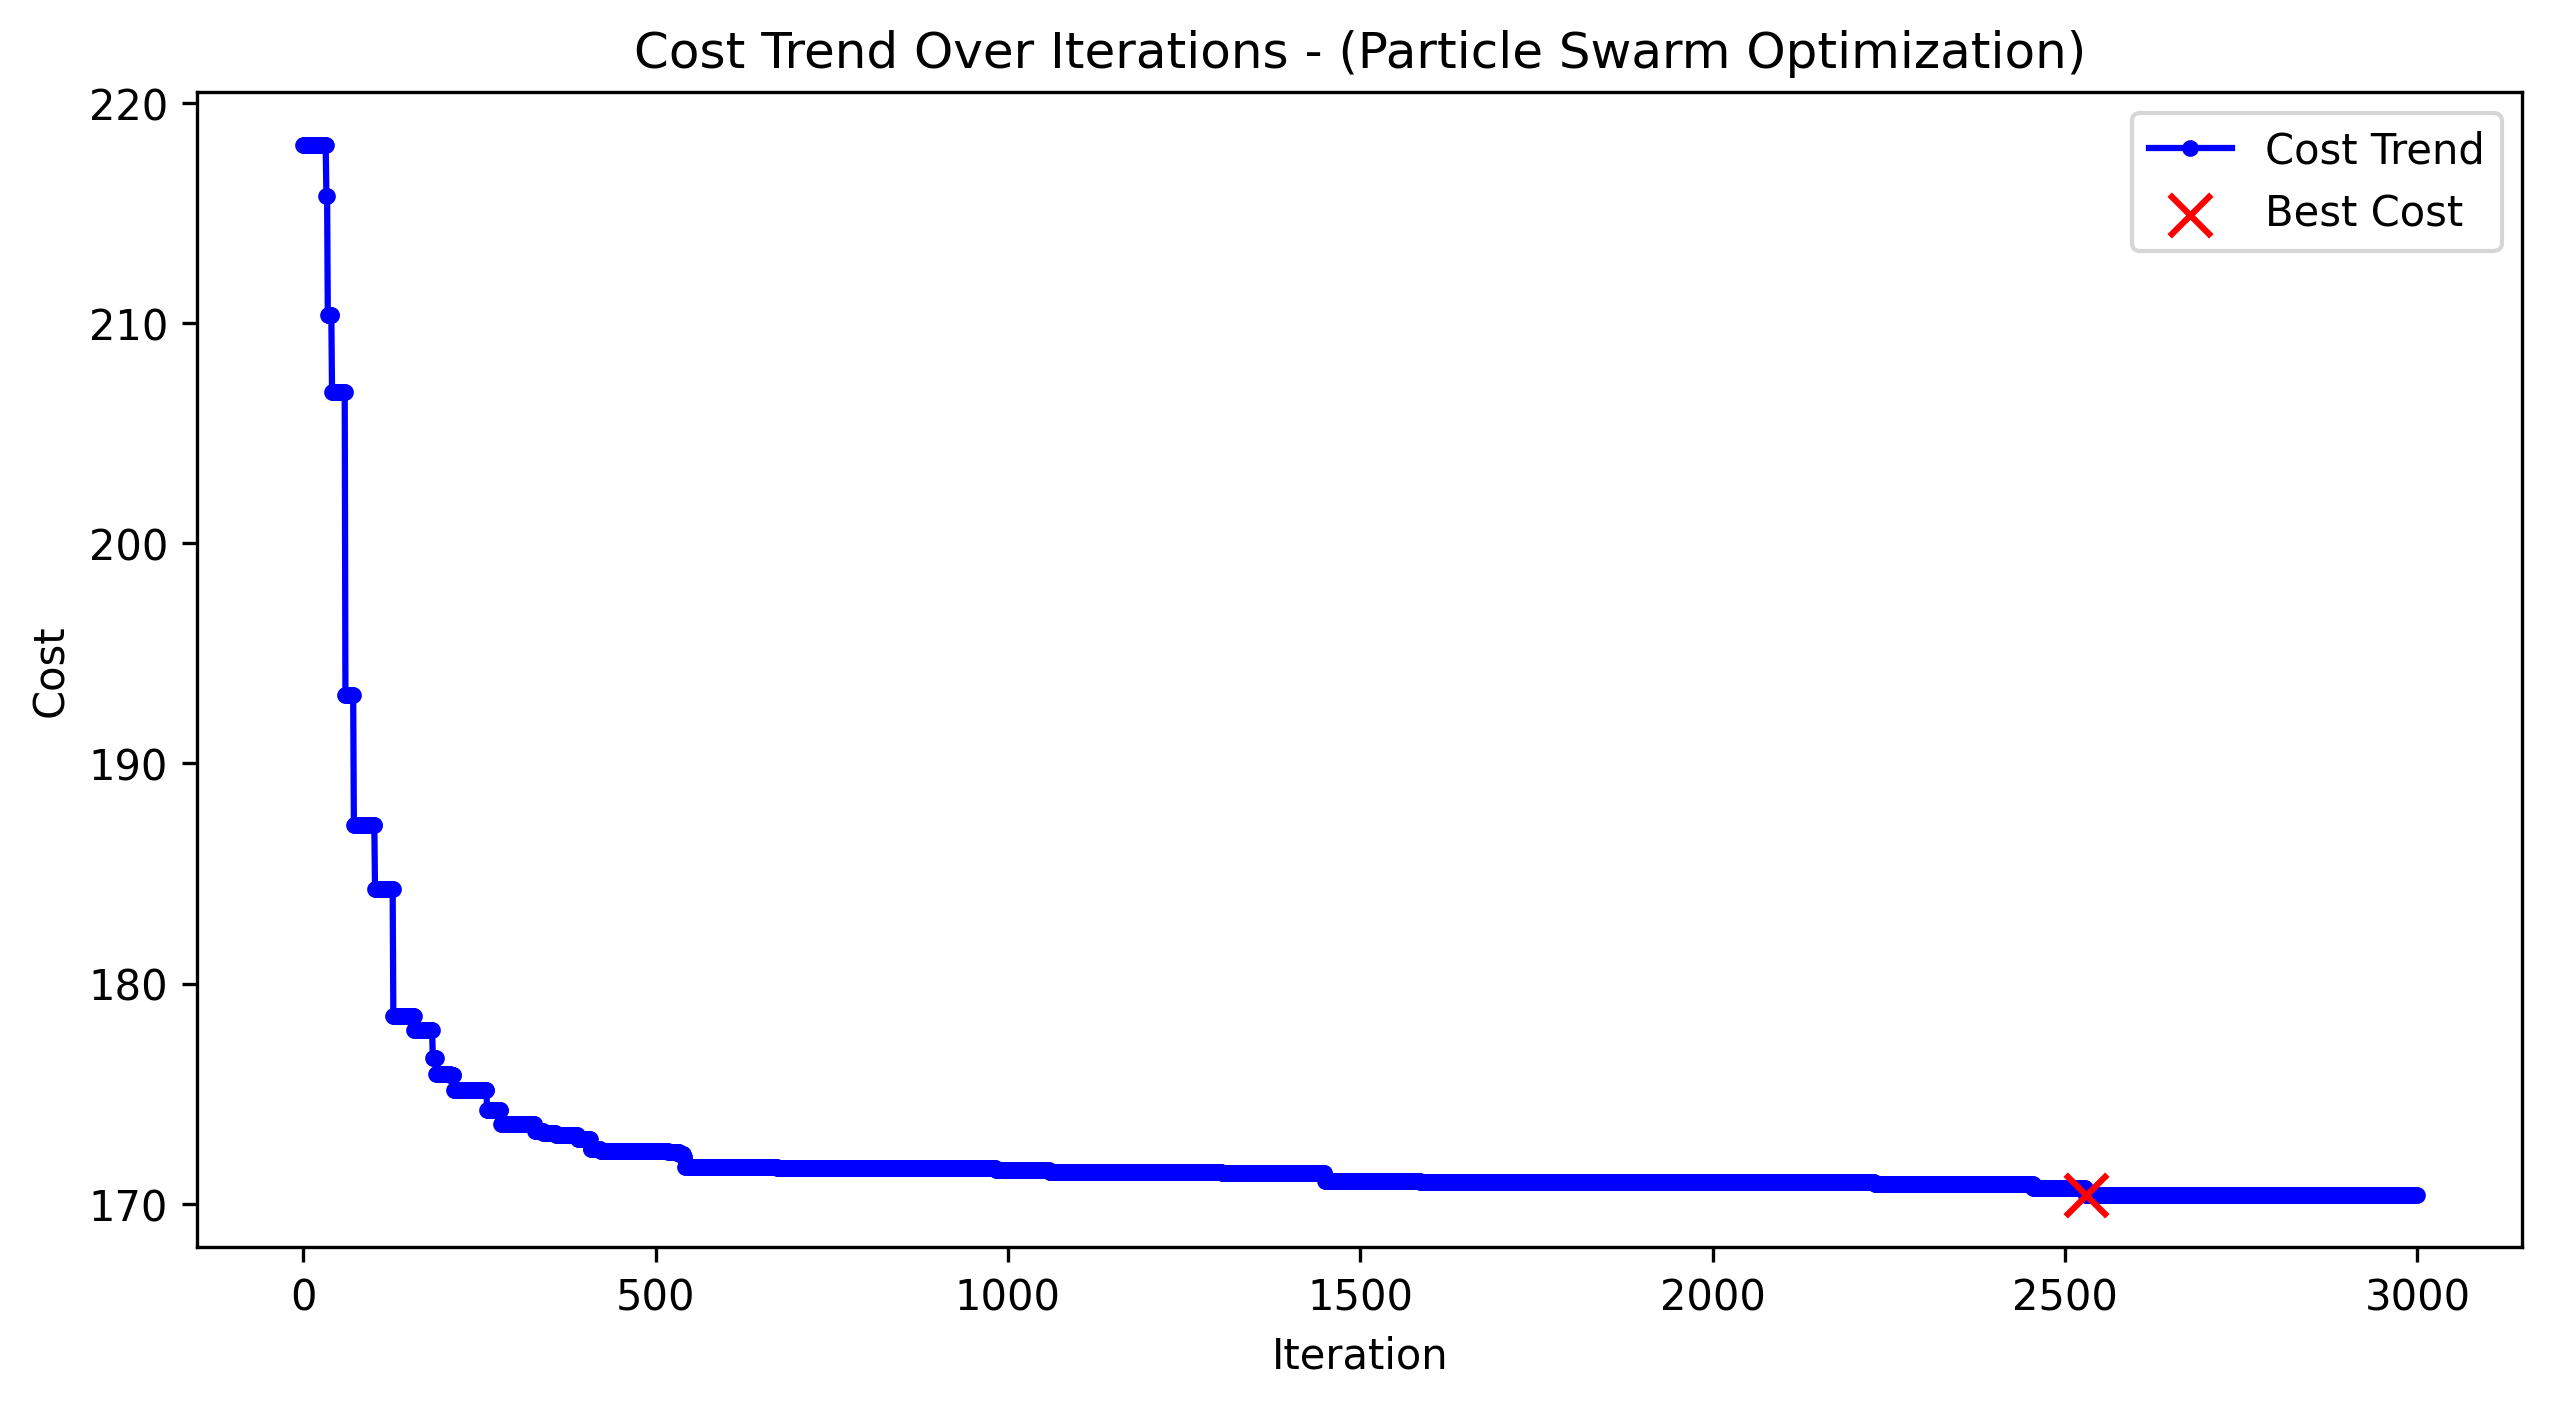 Cost Trend Over Iterations - (Particle Swarm Optimization)
Cost Trend
Best Cost
220
210
200
190
180
170
Cost
0 500 1000 1500 2000 2500 3000
Iteration